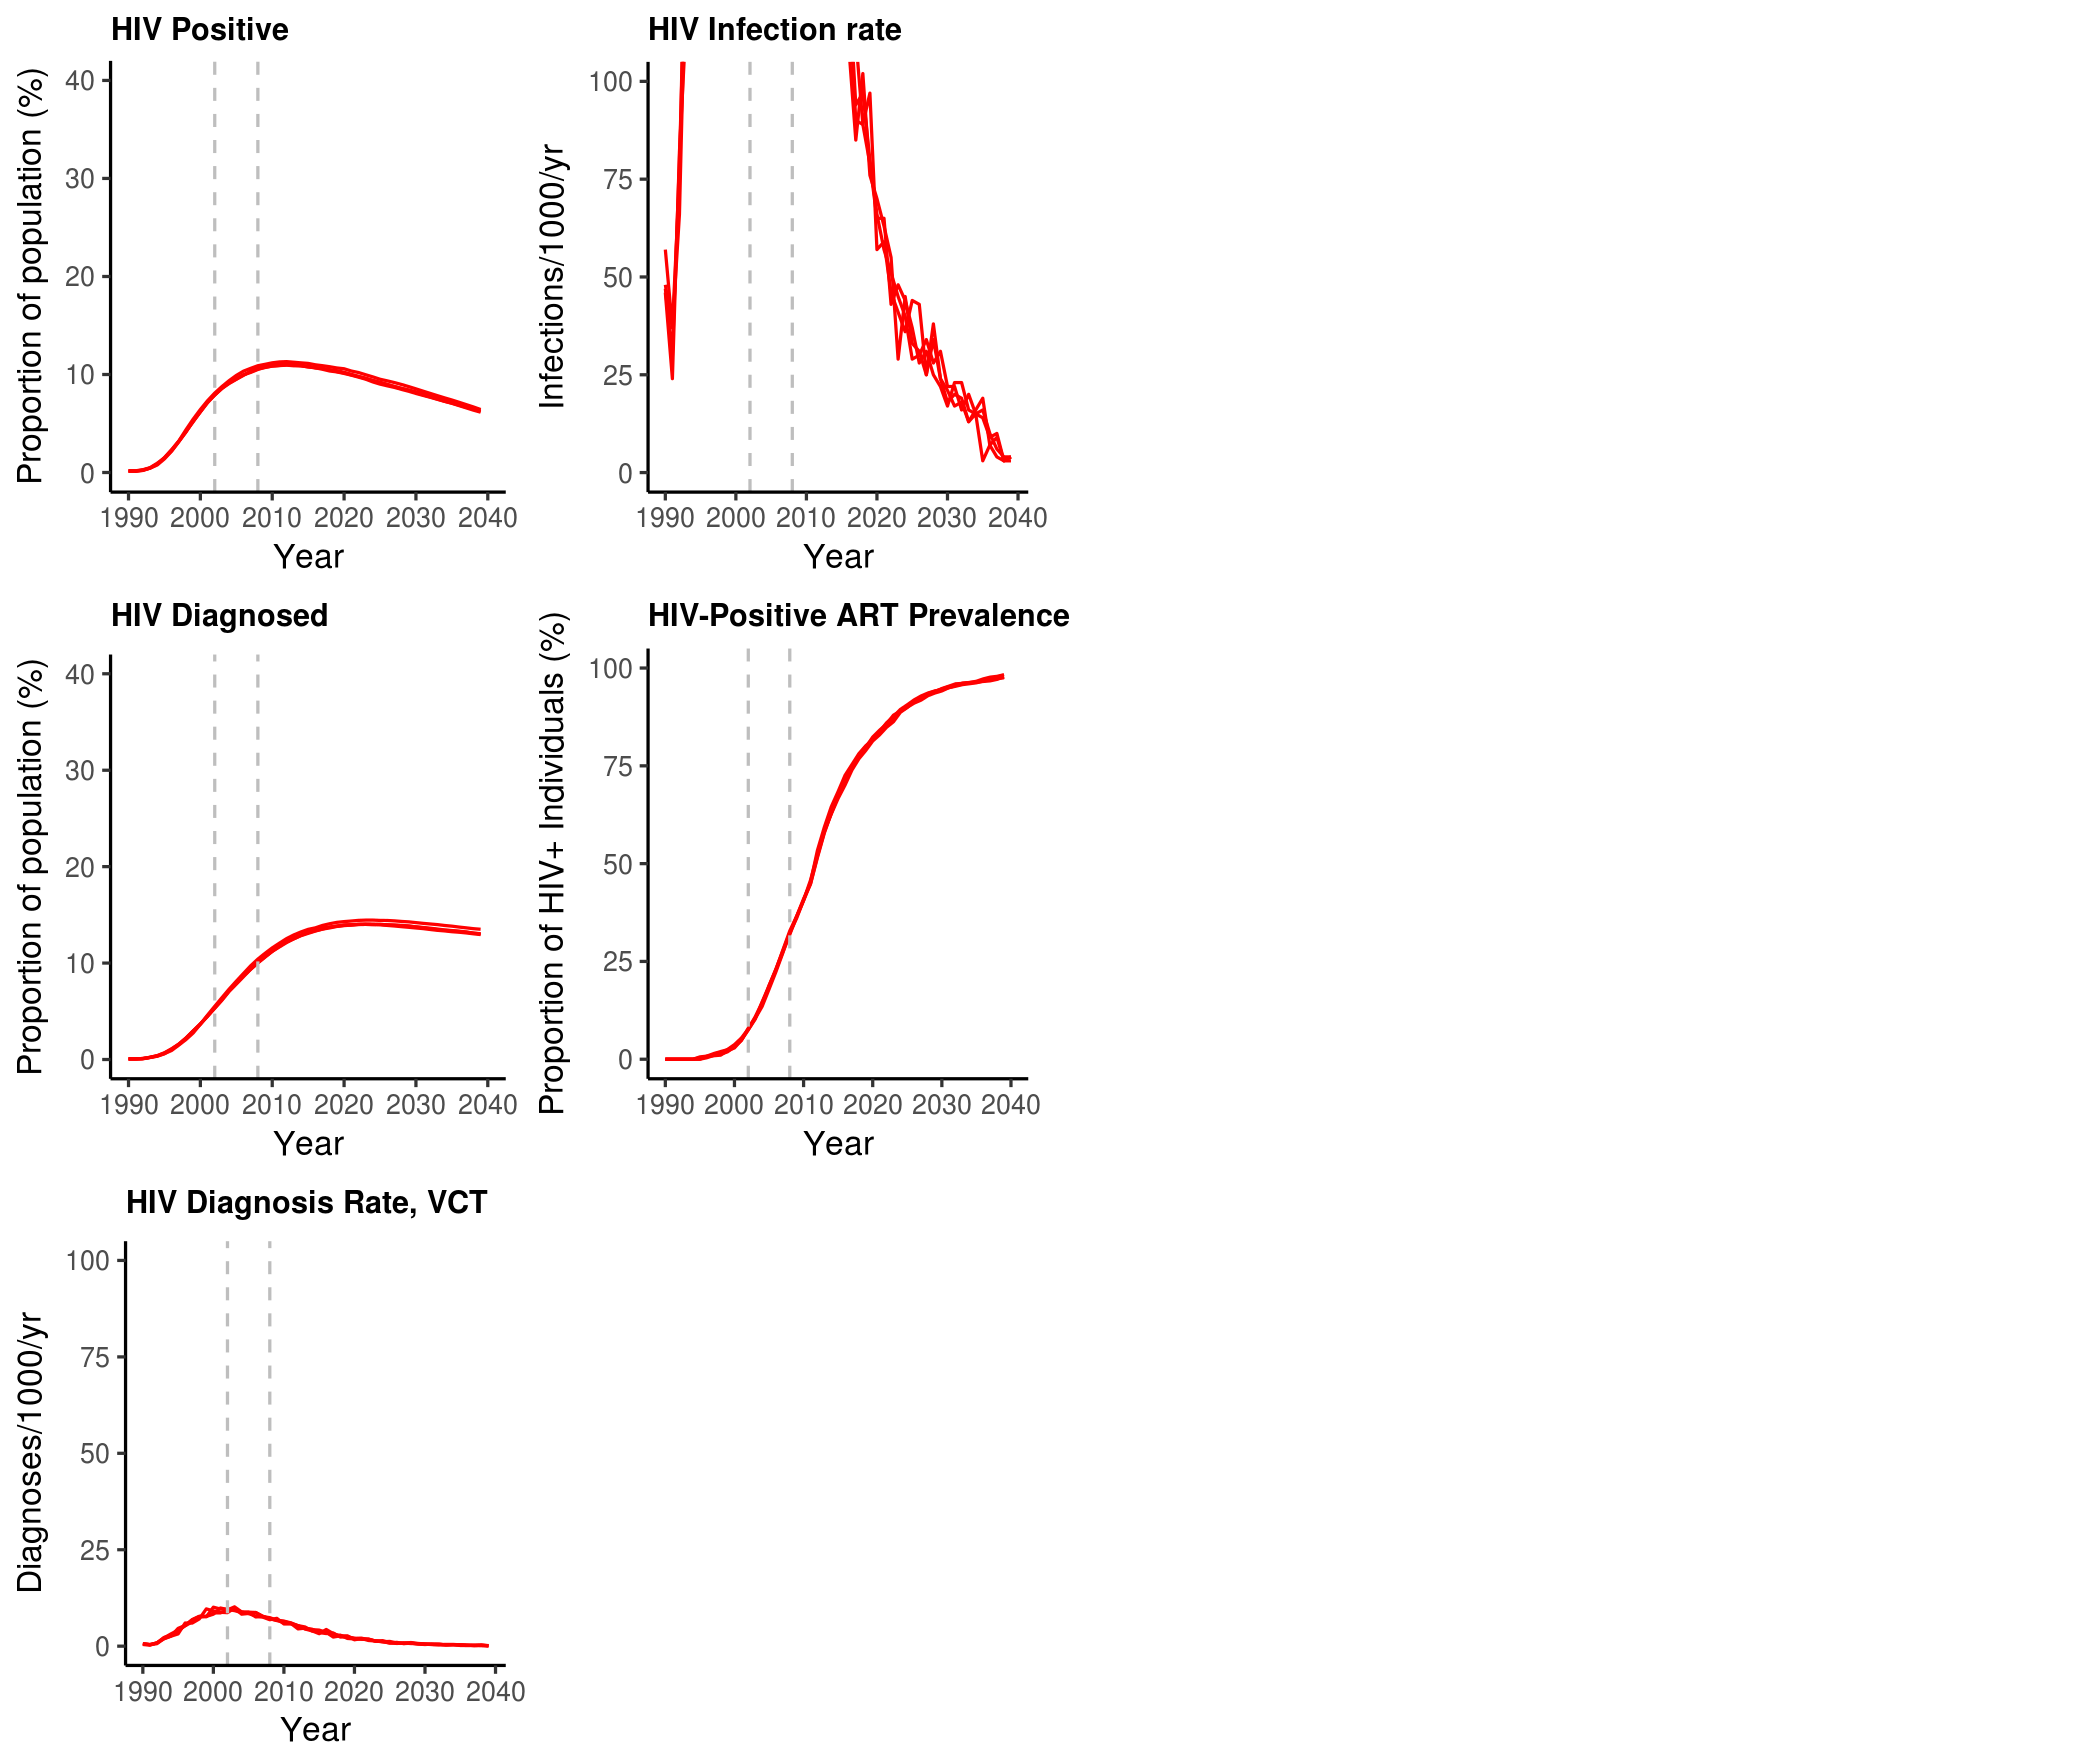 HIV Positive
Proportion of population (%)
40
30
20
10
0
1990 2000 2010 2020 2030 2040
Year
HIV Infection rate
Infections/1000/yr
100
75
50
25
0
1990 2000 2010 2020 2030 2040
Year
HIV Diagnosed
Proportion of population (%)
40
30
20
10
0
1990 2000 2010 2020 2030 2040
Year
HIV-Positive ART Prevalence
Proportion of HIV+ Individuals (%)
100
75
50
25
0
1990 2000 2010 2020 2030 2040
Year
HIV Diagnosis Rate, VCT
Diagnoses/1000/yr
100
75
50
25
0
1990 2000 2010 2020 2030 2040
Year